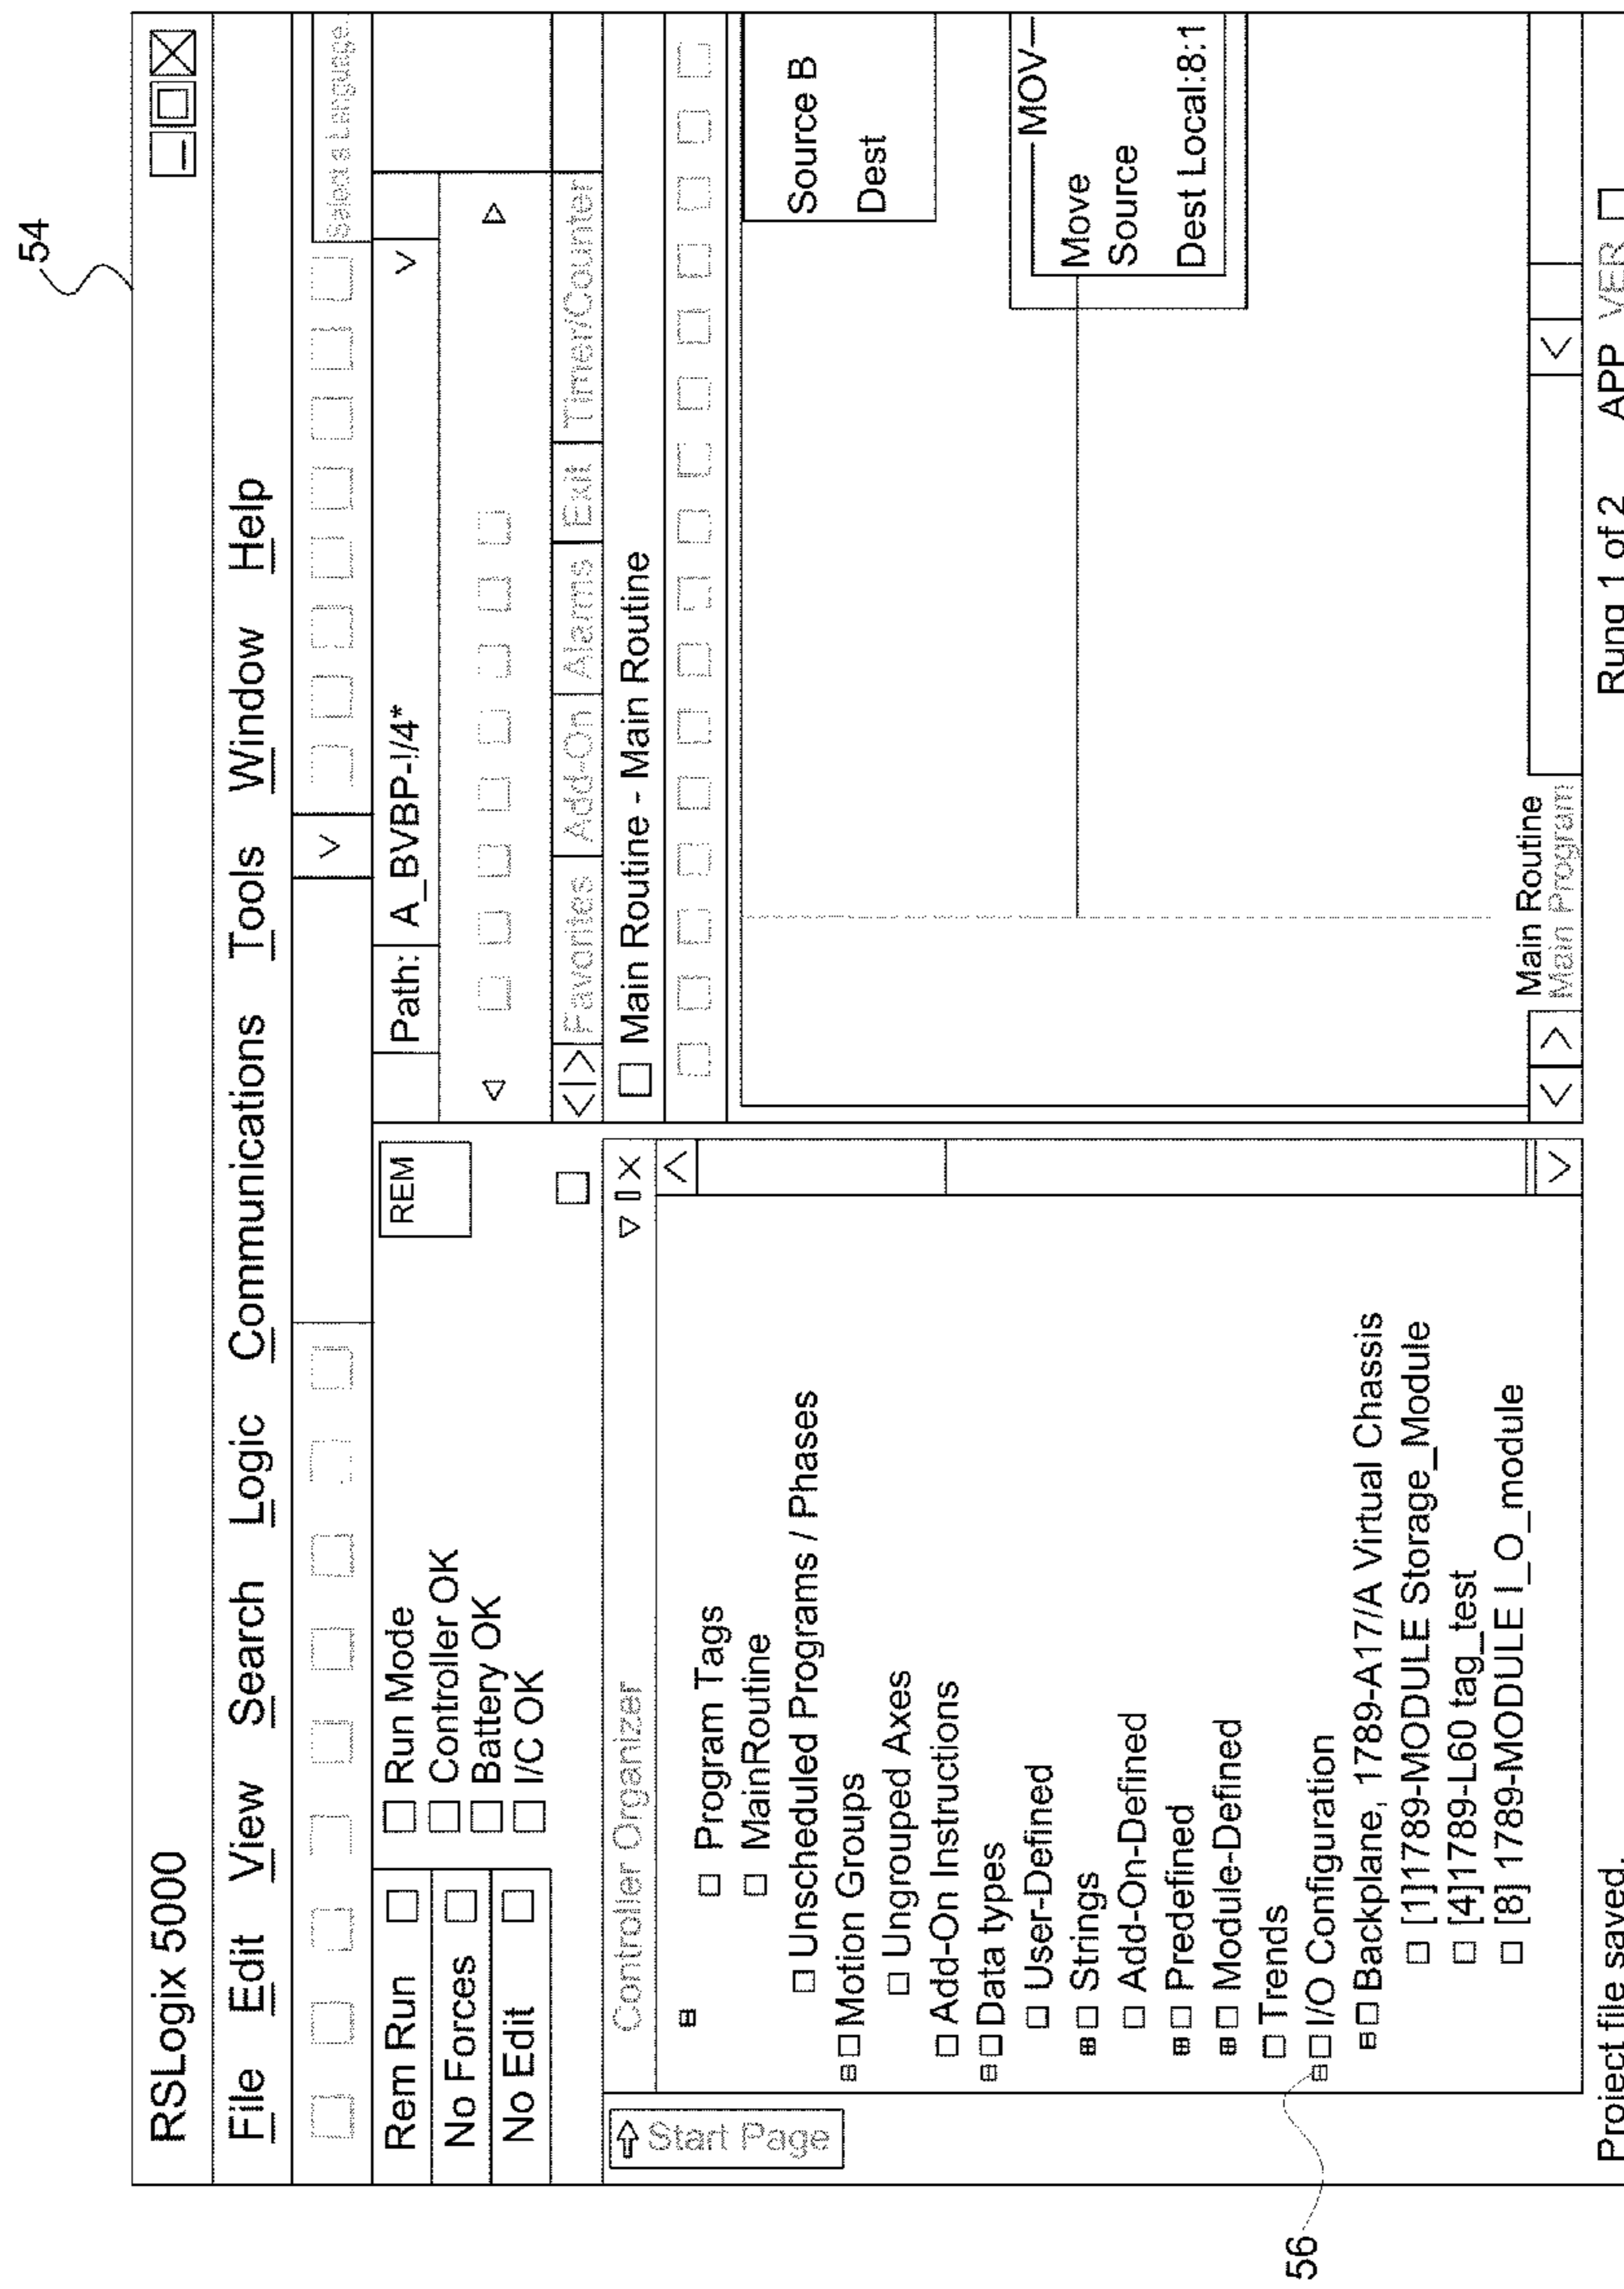 54
RSLogix 5000
File Edit View Search Logic Communications Tools Window Help
Select a Language.
Rem Run
No Forces
No Edit
Run Mode
Controller OK
Battery OK
I/C OK
REM
Path: A_BVBP-!/4*
Favorites Add-On Alarms Exit Timer/Counter
Start Page
Controller Organizer
Program Tags
MainRoutine
Unscheduled Programs / Phases
Motion Groups
Ungrouped Axes
Add-On Instructions
Data types
User-Defined
Strings
Add-On-Defined
Predefined
Module-Defined
Trends
I/O Configuration
Backplane, 1789-A17/A Virtual Chassis
[1]1789-MODULE Storage_Module
[4]1789-L60 tag_test
[8] 1789-MODULE I_O_module
56
Main Routine - Main Routine
Source B
Dest
MOV
Move
Source
Dest Local:8:1
Main Routine
Main Program
Project file saved.
Rung 1 of 2 APP VER